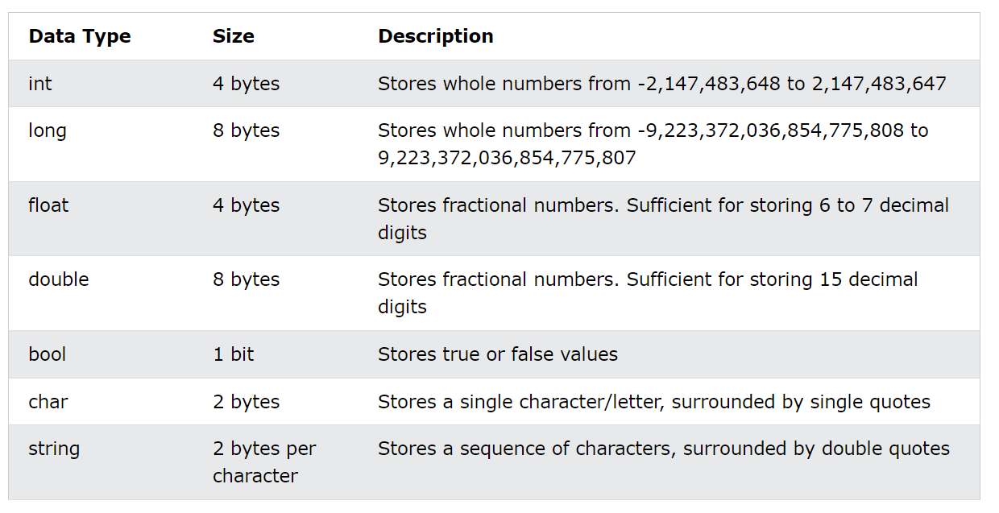 Data Type Size Description
int 4 bytes Stores whole numbers from -2,147,483,648 to 2,147,483,647
long 8 bytes Stores whole numbers from -9,223,372,036,854,775,808 to
9,223,372,036,854,775,807
float 4 bytes Stores fractional numbers. Sufficient for storing 6 to 7 decimal
digits
double 8 bytes Stores fractional numbers. Sufficient for storing 15 decimal
digits
bool 1 bit Stores true or false values
char 2 bytes Stores a single character/letter, surrounded by single quotes
string 2 bytes per Stores a sequence of characters, surrounded by double quotes
character